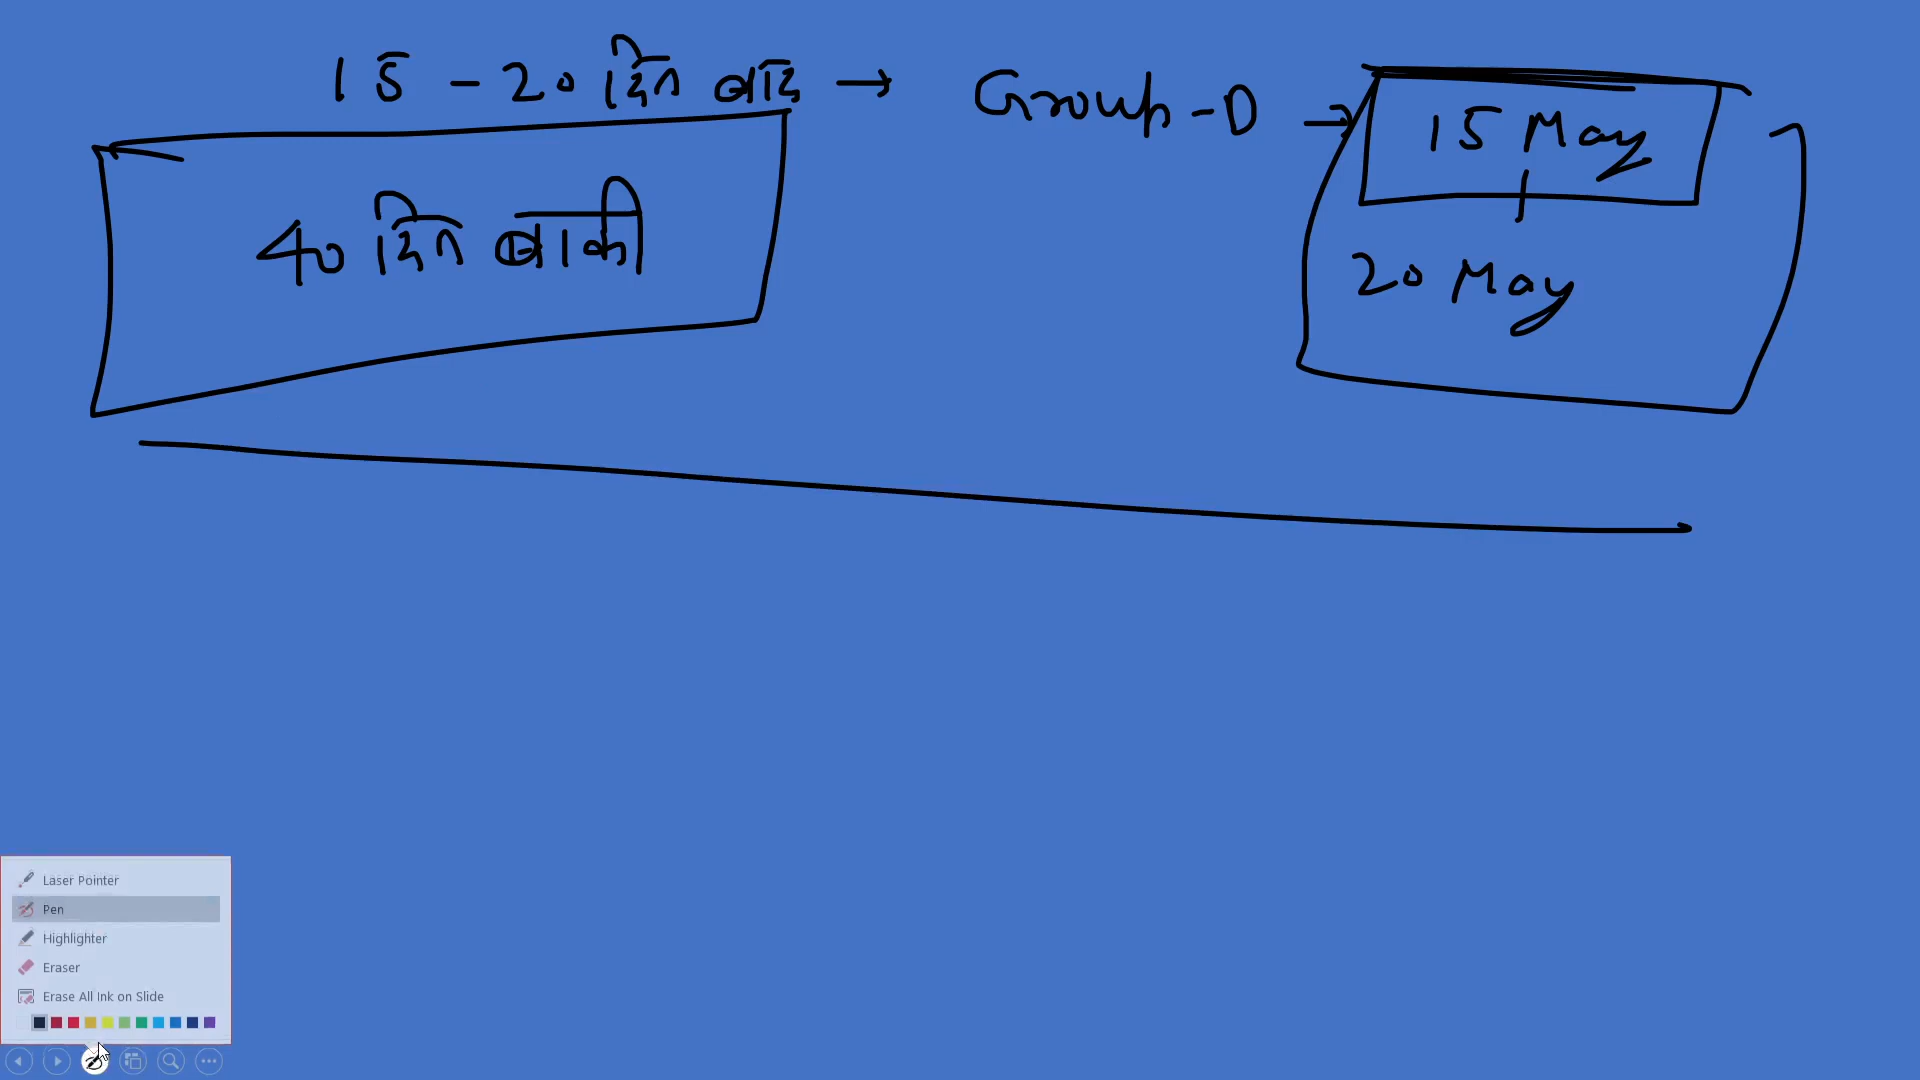 15 - 20 दिन बाद → Group-D → 15 May
40 दिन बाकी
20 May
Laser Pointer
Pen
Highlighter
Eraser
Erase All Ink on Slide